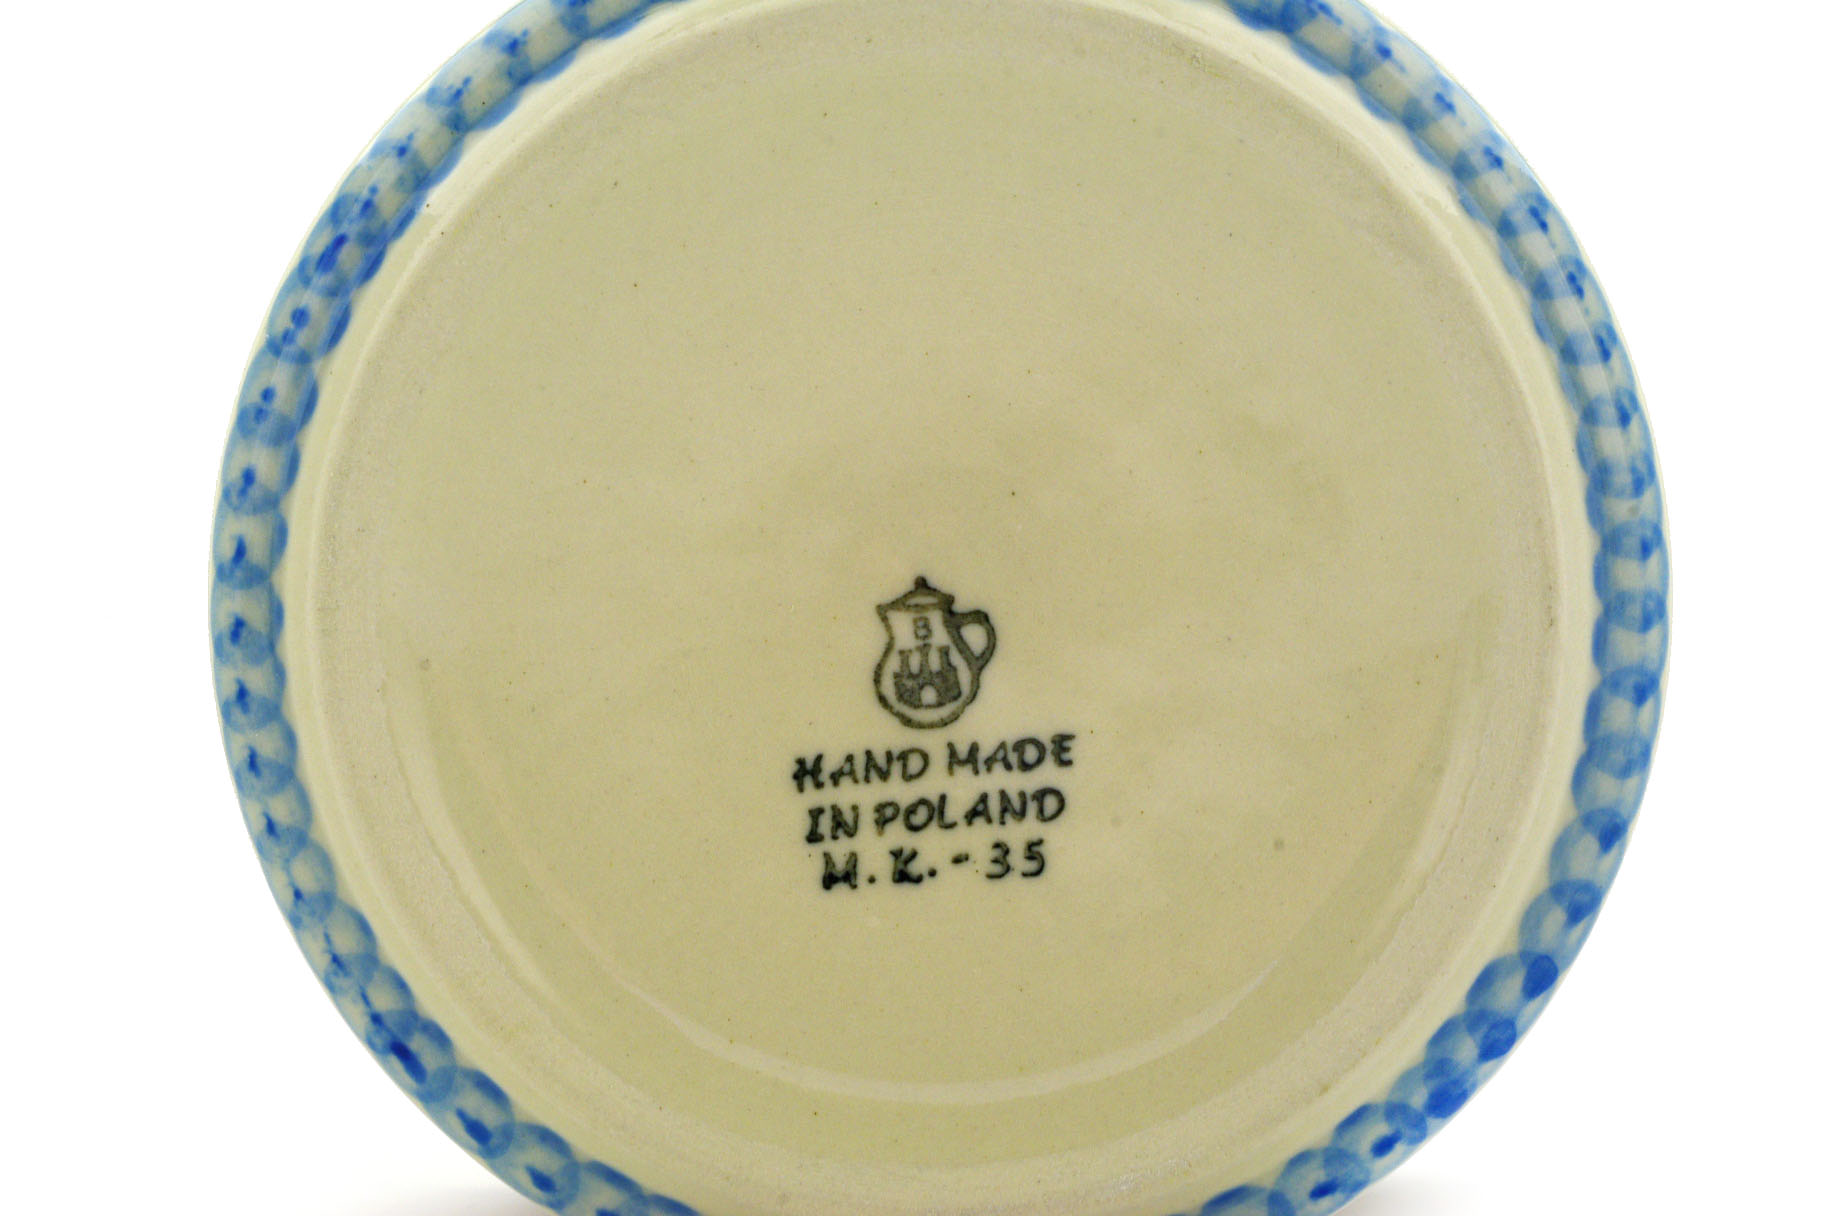 B
HAND MADE
IN POLAND
M.K.-35